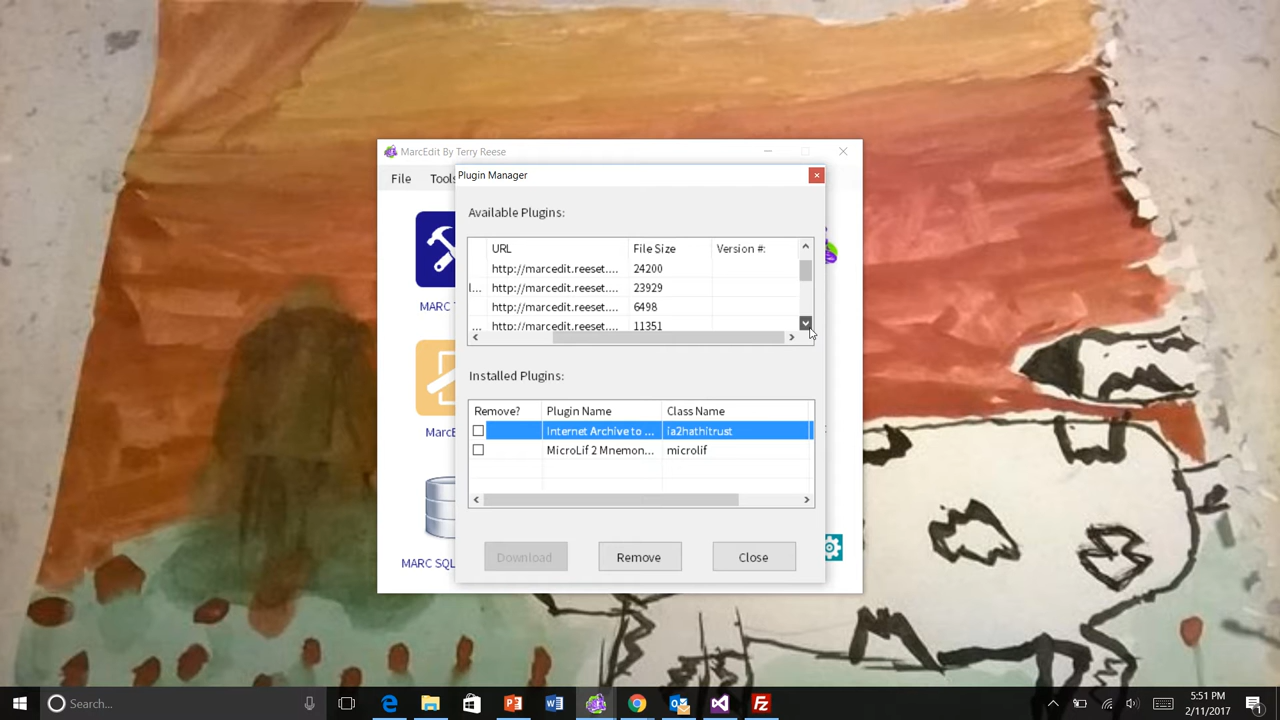 MarcEdit By Terry Reese
File Tools
Plugin Manager
Available Plugins:
URL File Size Version #:
http://marcedit.reeset.... 24200
I... http://marcedit.reeset.... 23929
http://marcedit.reeset.... 6498
... http://marcedit.reeset.... 11351
Installed Plugins:
Remove? Plugin Name Class Name
Internet Archive to ... ia2hathitrust
MicroLif 2 Mnemon... microlif
Download Remove Close
MARC
MarcE
MARC SQL
Search...
5:51 PM
2/11/2017